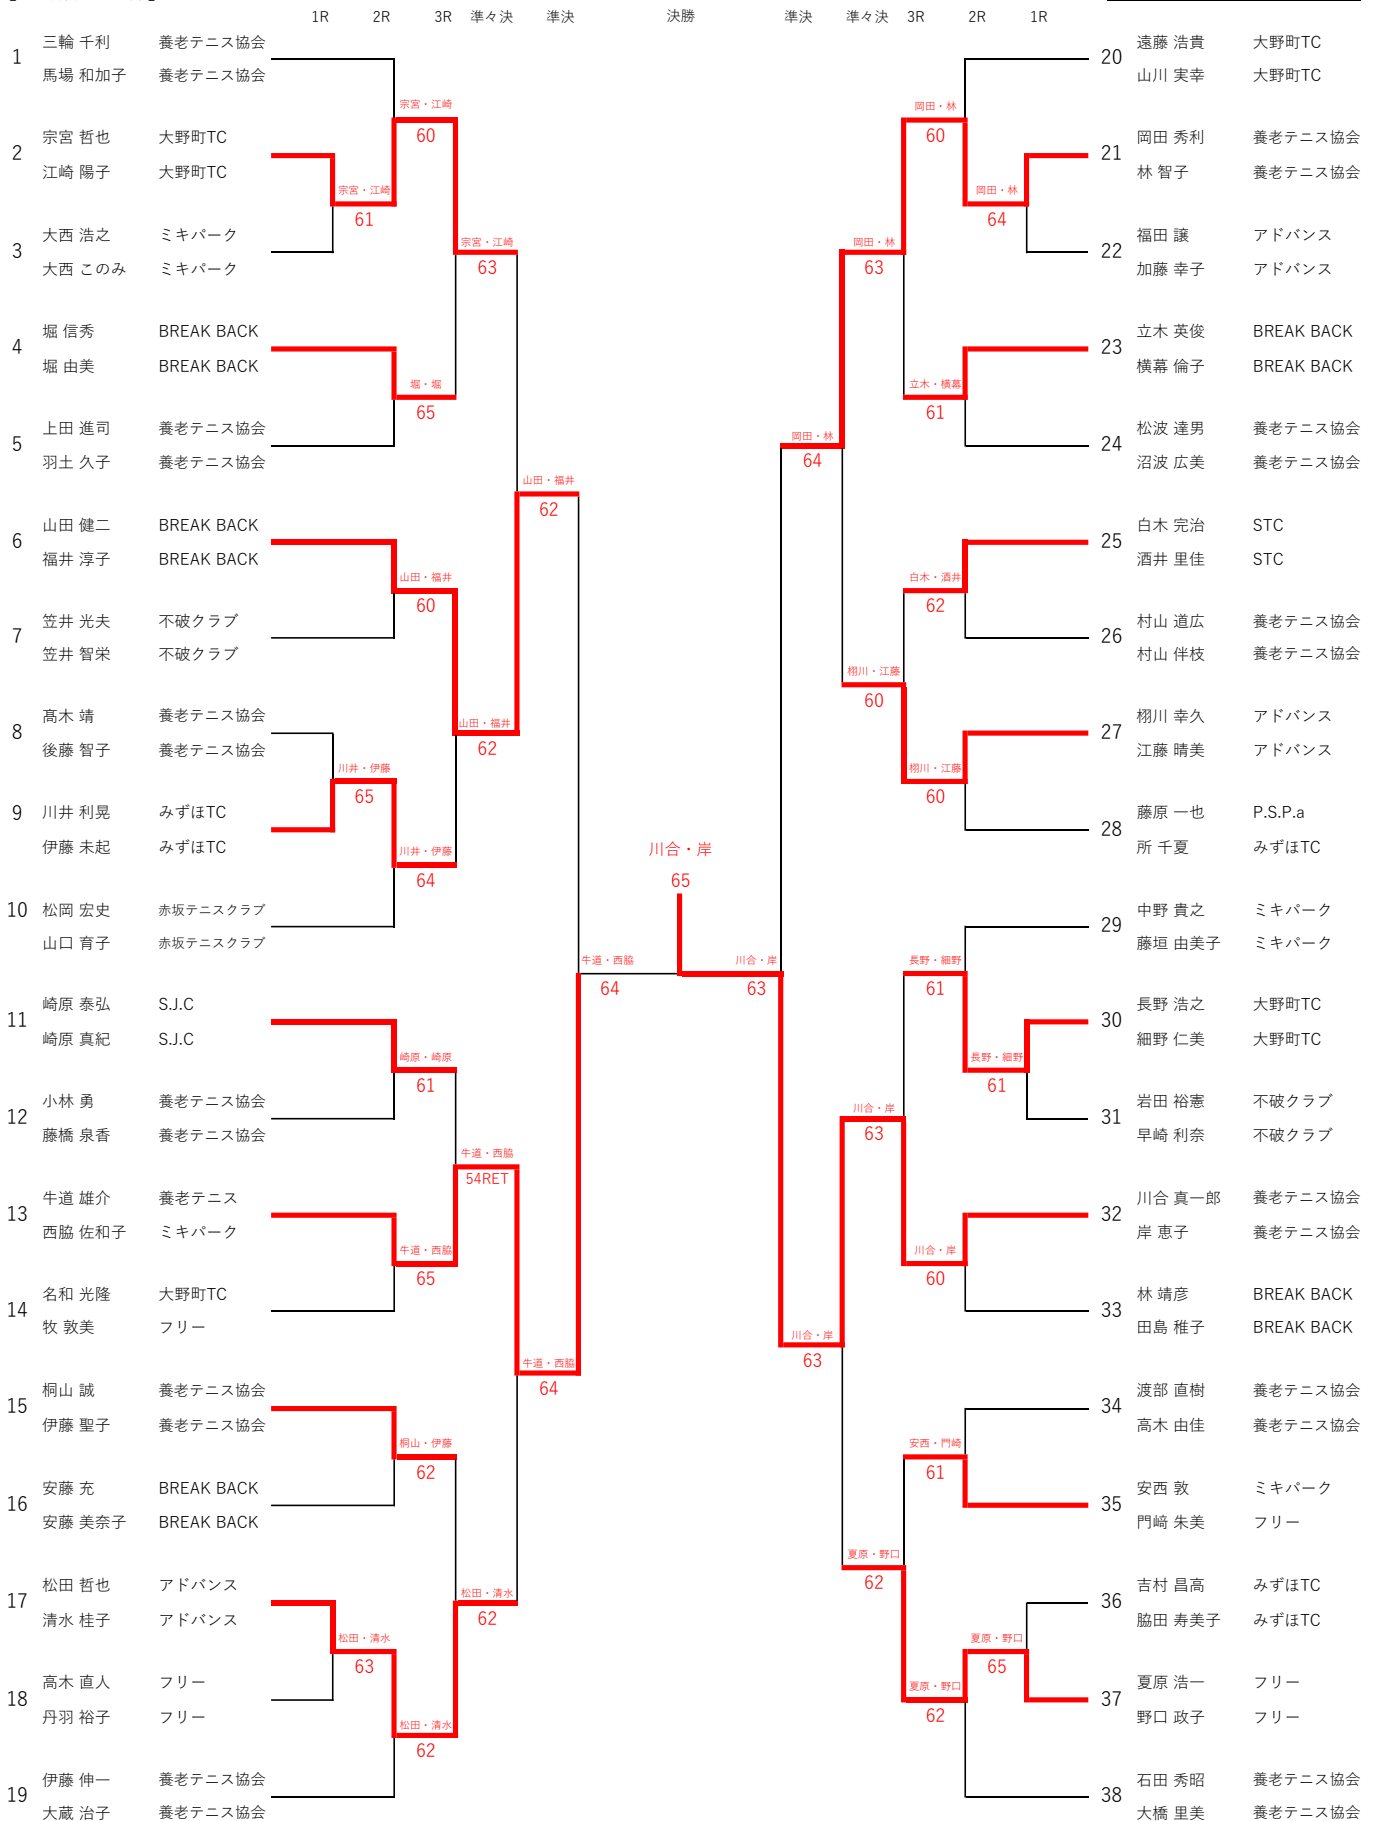 1R 2R 3R 準々決 準決 決勝 準決 準々決 3R 2R 1R
1 三輪 千利 養老テニス協会
馬場 和加子 養老テニス協会
宗宮・江崎
60
2 宗宮 哲也 大野町TC
江崎 陽子 大野町TC
宗宮・江崎
61
3 大西 浩之 ミキパーク
大西 このみ ミキパーク
宗宮・江崎
63
4 堀 信秀 BREAK BACK
堀 由美 BREAK BACK
堀・堀
65
5 上田 進司 養老テニス協会
羽土 久子 養老テニス協会
山田・福井
62
6 山田 健二 BREAK BACK
福井 淳子 BREAK BACK
山田・福井
60
7 笠井 光夫 不破クラブ
笠井 智栄 不破クラブ
山田・福井
62
8 髙木 靖 養老テニス協会
後藤 智子 養老テニス協会
川井・伊藤
65
9 川井 利晃 みずほTC
伊藤 未起 みずほTC
川井・伊藤
64
10 松岡 宏史 赤坂テニスクラブ
山口 育子 赤坂テニスクラブ
牛道・西脇
64
11 崎原 泰弘 S.J.C
崎原 真紀 S.J.C
崎原・崎原
61
12 小林 勇 養老テニス協会
藤橋 泉香 養老テニス協会
牛道・西脇
54RET
13 牛道 雄介 養老テニス
西脇 佐和子 ミキパーク
牛道・西脇
65
14 名和 光隆 大野町TC
牧 敦美 フリー
牛道・西脇
64
15 桐山 誠 養老テニス協会
伊藤 聖子 養老テニス協会
桐山・伊藤
62
16 安藤 充 BREAK BACK
安藤 美奈子 BREAK BACK
松田・清水
62
17 松田 哲也 アドバンス
清水 桂子 アドバンス
松田・清水
63
18 高木 直人 フリー
丹羽 裕子 フリー
松田・清水
62
19 伊藤 伸一 養老テニス協会
大蔵 治子 養老テニス協会
川合・岸
65
20 遠藤 浩貴 大野町TC
山川 実幸 大野町TC
岡田・林
60
21 岡田 秀利 養老テニス協会
林 智子 養老テニス協会
岡田・林
64
22 福田 譲 アドバンス
加藤 幸子 アドバンス
岡田・林
63
23 立木 英俊 BREAK BACK
横幕 倫子 BREAK BACK
立木・横幕
61
24 松波 達男 養老テニス協会
沼波 広美 養老テニス協会
岡田・林
64
25 白木 完治 STC
酒井 里佳 STC
白木・酒井
62
26 村山 道広 養老テニス協会
村山 伴枝 養老テニス協会
栩川・江藤
60
27 栩川 幸久 アドバンス
江藤 晴美 アドバンス
栩川・江藤
60
28 藤原 一也 P.S.P.a
所 千夏 みずほTC
川合・岸
63
29 中野 貴之 ミキパーク
藤垣 由美子 ミキパーク
長野・細野
61
30 長野 浩之 大野町TC
細野 仁美 大野町TC
長野・細野
61
31 岩田 裕憲 不破クラブ
早崎 利奈 不破クラブ
川合・岸
63
32 川合 真一郎 養老テニス協会
岸 恵子 養老テニス協会
川合・岸
60
33 林 靖彦 BREAK BACK
田島 稚子 BREAK BACK
川合・岸
63
34 渡部 直樹 養老テニス協会
高木 由佳 養老テニス協会
安西・門崎
61
35 安西 敦 ミキパーク
門﨑 朱美 フリー
夏原・野口
62
36 吉村 昌高 みずほTC
脇田 寿美子 みずほTC
夏原・野口
65
37 夏原 浩一 フリー
野口 政子 フリー
夏原・野口
62
38 石田 秀昭 養老テニス協会
大橋 里美 養老テニス協会